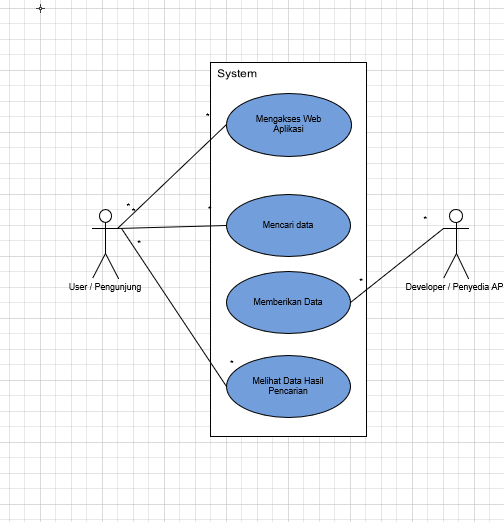 System
Mengakses Web
Aplikasi
*
* *
*
*
Mencari data
*
User / Pengunjung
Developer / Penyedia AP
*
Memberikan Data
*
Melihat Data Hasil
Pencarian